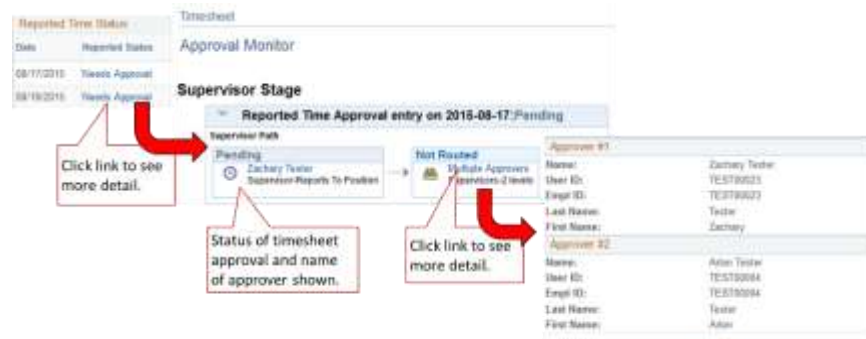 Reported Time Status
Date Reported Status
08/17/2015 Needs Approval
08/18/2015 Needs Approval
Click link to see
more detail.
Timesheet
Approval Monitor
Supervisor Stage
Reported Time Approval entry on 2015-08-17:Pending
Supervisor Path
Pending
Zachary Tester
Supervisor-Reports To Position
Not Routed
Multiple Approvers
Supervisors-2 levels
Status of timesheet
approval and name
of approver shown.
Click link to see
more detail.
Approver #1
Name: Zachary Tester
User ID: TEST00023
Empl ID: TEST00023
Last Name: Tester
First Name: Zachary
Approver #2
Name: Tester
User ID:
Empl ID:
Last Name: Tester
First Name: